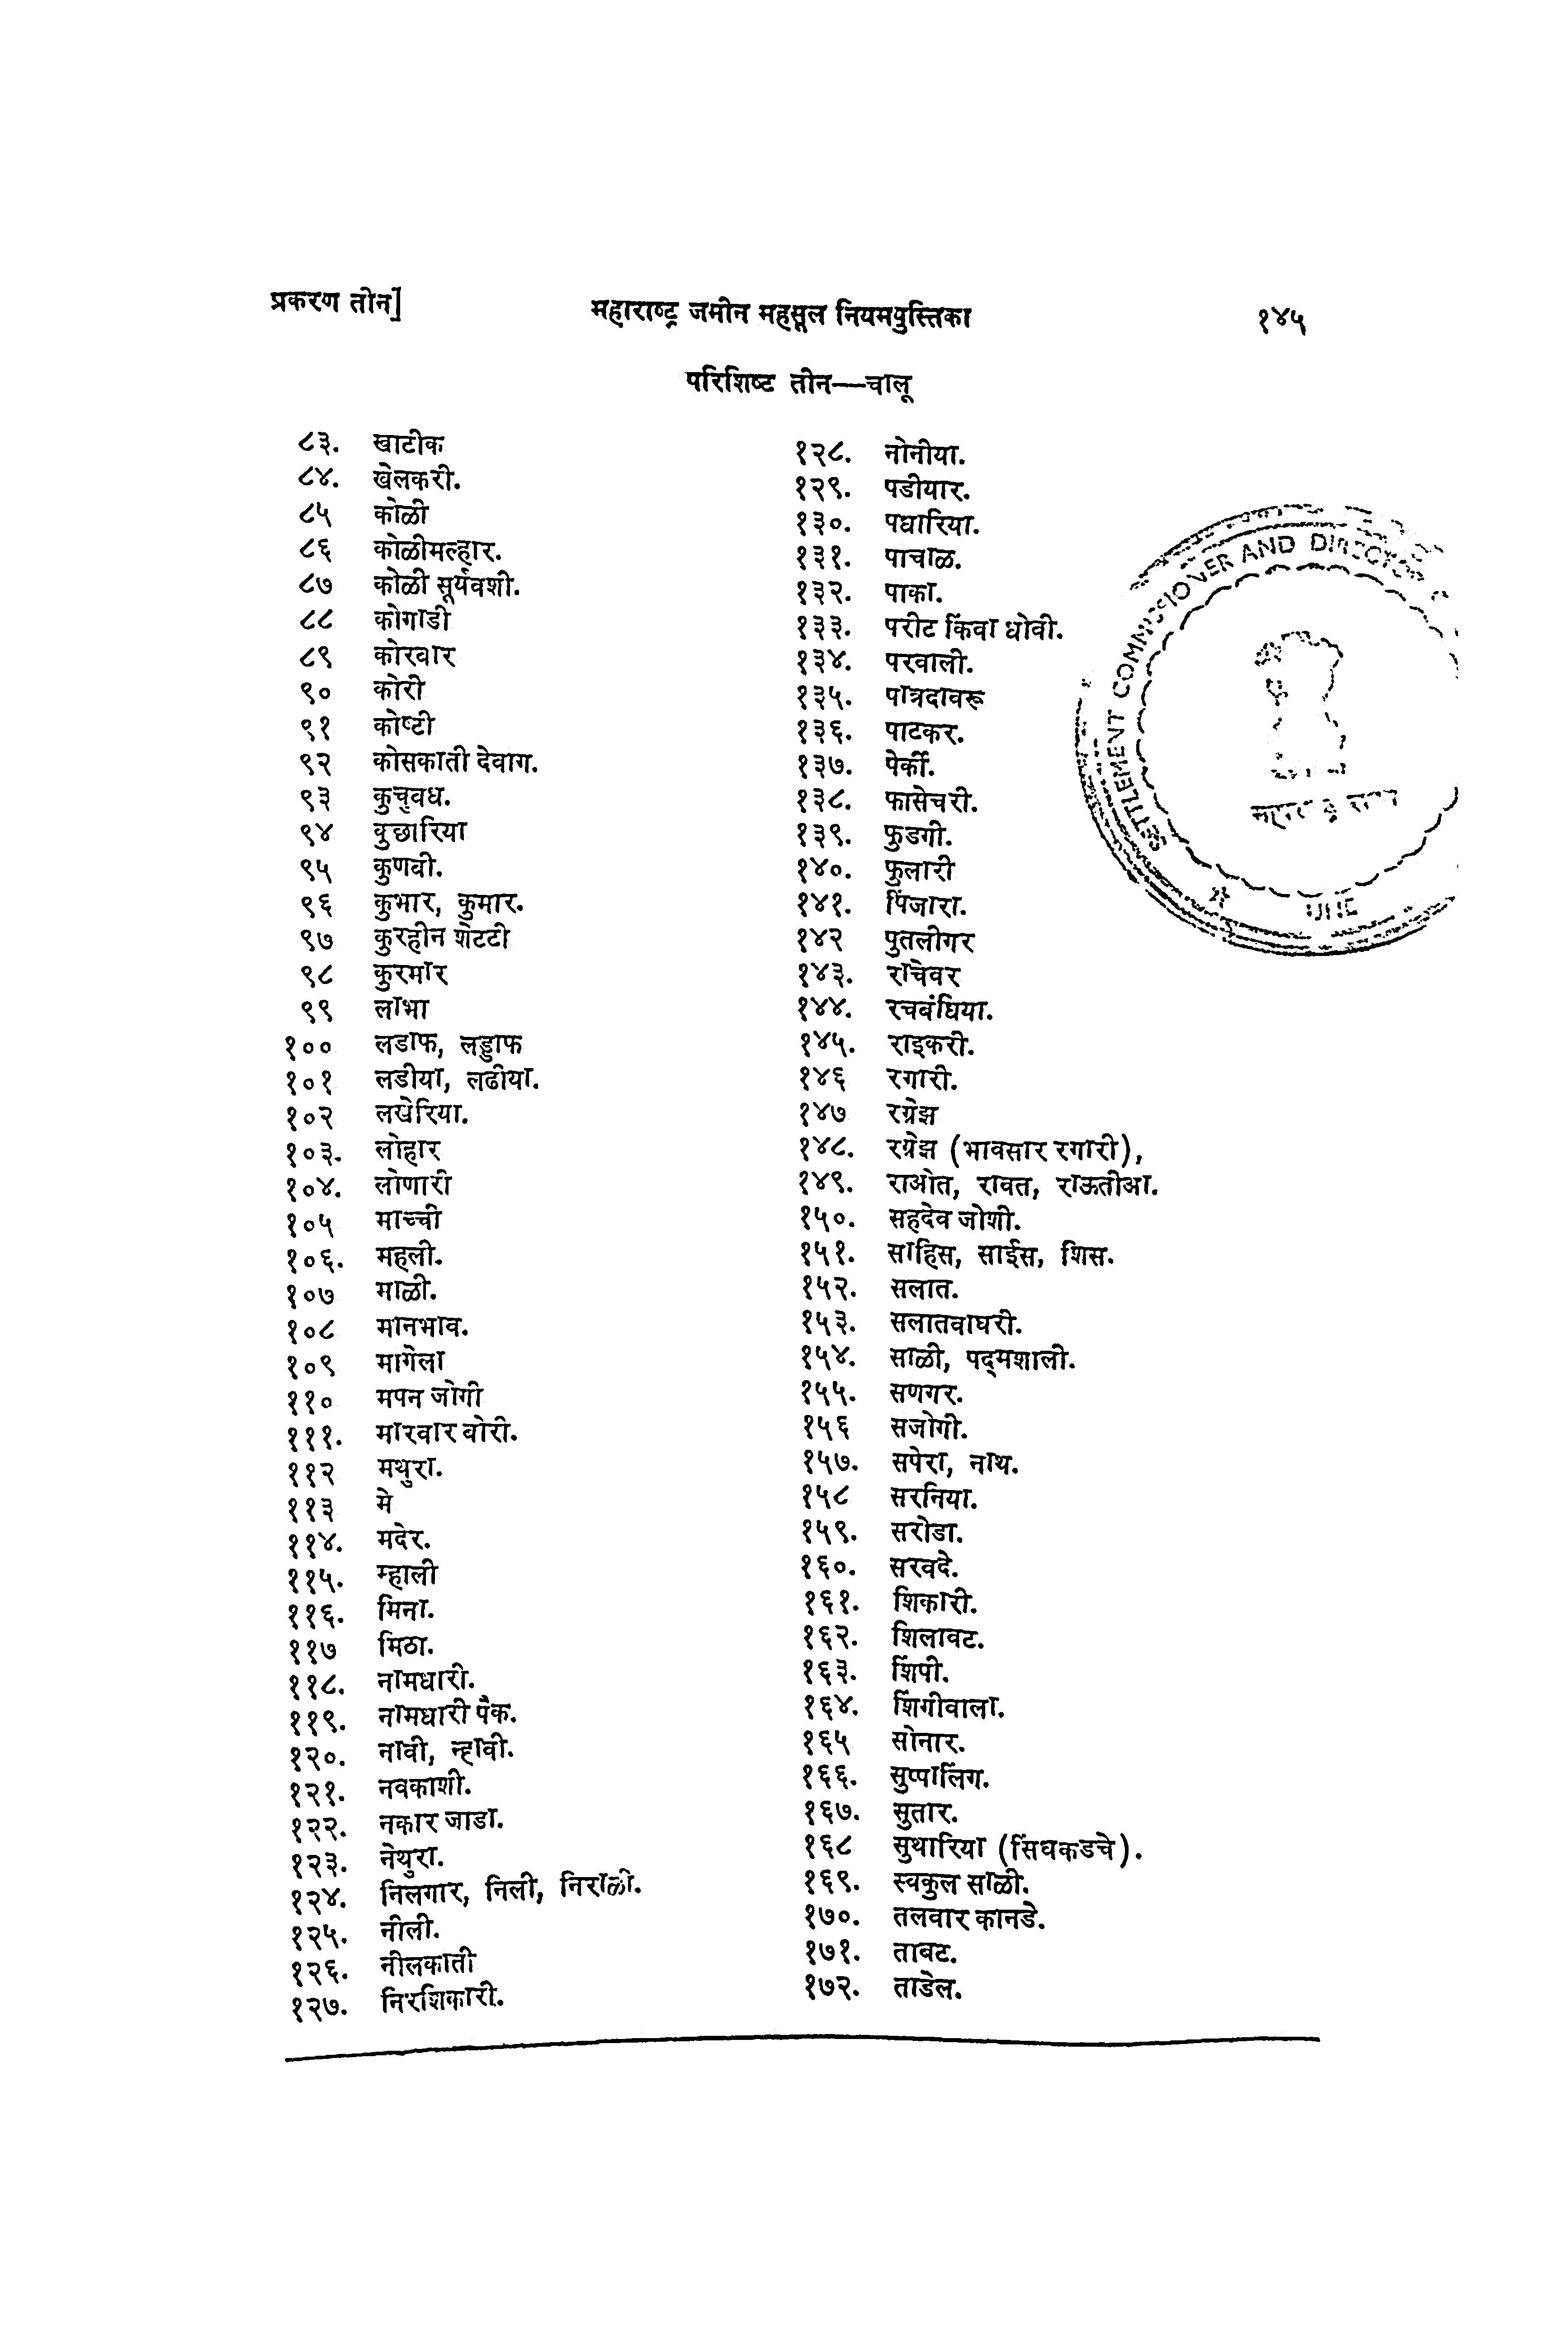 प्रकरण तीन]
महाराष्ट्र जमीन महसूल नियमपुस्तिका
१४५
परिशिष्ट तीन—चालू
८३. खाटीक
८४. खेलकरी.
८५ कोळी
८६ कोळीमल्हार.
८७ कोळी सूर्यवशी.
८८ कोगाडी
८९ कोरवार
९० कोरी
९१ कोष्टी
९२ कोसकाती देवाग.
९३ कुचुवध.
९४ वुछारिया
९५ कुणवी.
९६ कुभार, कुमार.
९७ कुरहीन शेटटी
९८ कुरमार
९९ लाभा
१०० लडाफ, लड्डाफ
१०१ लडीया, लढीया.
१०२ लखेरिया.
१०३. लोहार
१०४. लोणारी
१०५ माच्ची
१०६. महली.
१०७ माळी.
१०८ मानभाव.
१०९ मागेला
११० मपन जोगी
१११. मारवार वोरी.
११२ मथुरा.
११३ मे
११४. मदेर.
११५. म्हाली
११६. मिना.
११७ मिठा.
११८. नामधारी.
११९. नामधारी पैक.
१२०. नावी, न्हावी.
१२१. नवकाशी.
१२२. नकार जाडा.
१२३. नेथुरा.
१२४. निलगार, निली, निराळी.
१२५. नीली.
१२६. नीलकाती
१२७. निरशिकारी.
१२८. नोनीया.
१२९. पडीयार.
१३०. पधारिया.
१३१. पाचाळ.
१३२. पाका.
१३३. परीट किंवा धोवी.
१३४. परवाली.
१३५. पात्रदावरू
१३६. पाटकर.
१३७. पेर्की.
१३८. फासेचरी.
१३९. फुडगी.
१४०. फुलारी
१४१. पिंजारा.
१४२ पुतलीगर
१४३. राचेवर
१४४. रचबंधिया.
१४५. राइकरी.
१४६ रगारी.
१४७ रग्रेझ
१४८. रग्रेझ (भावसार रगारी),
१४९. राओत, रावत, राऊतीआ.
१५०. सहदेव जोशी.
१५१. साहिस, साईस, शिस.
१५२. सलात.
१५३. सलातवाघरी.
१५४. साळी, पद्मशाली.
१५५. सणगर.
१५६ सजोगी.
१५७. सपेरा, नाथ.
१५८ सरनिया.
१५९. सरोडा.
१६०. सरवदे.
१६१. शिकारी.
१६२. शिलावट.
१६३. शिंपी.
१६४. शिंगीवाला.
१६५ सोनार.
१६६. सुप्पालिंग.
१६७. सुतार.
१६८ सुथारिया (सिंधकडचे).
१६९. स्वकुल साळी.
१७०. तलवार कानडे.
१७१. तावट.
१७२. ताडेल.
SETTLEMENT COMMISSIONER AND DIRECTOR